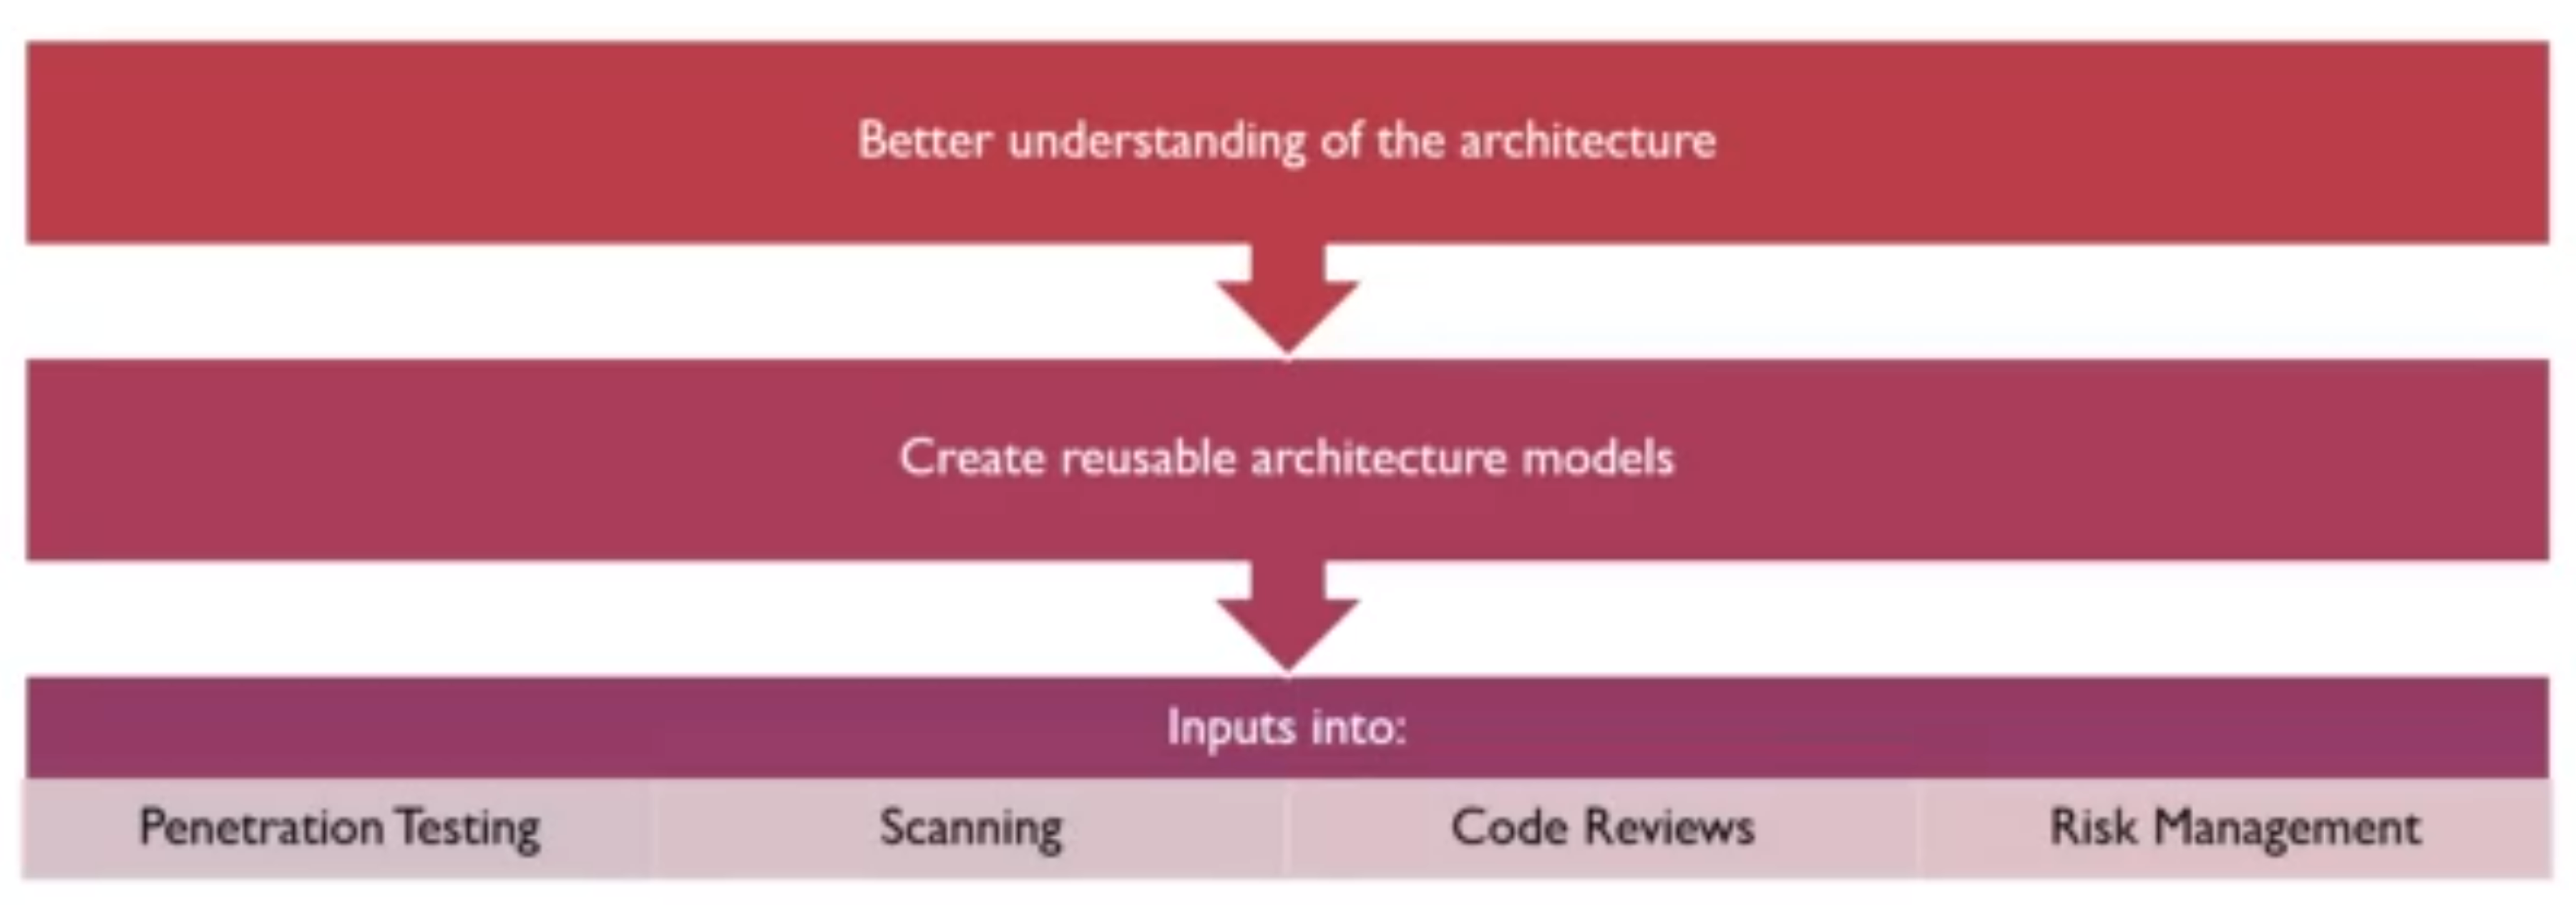 Better understanding of the architecture
Create reusable architecture models
Inputs into:
Penetration Testing
Scanning
Code Reviews
Risk Management